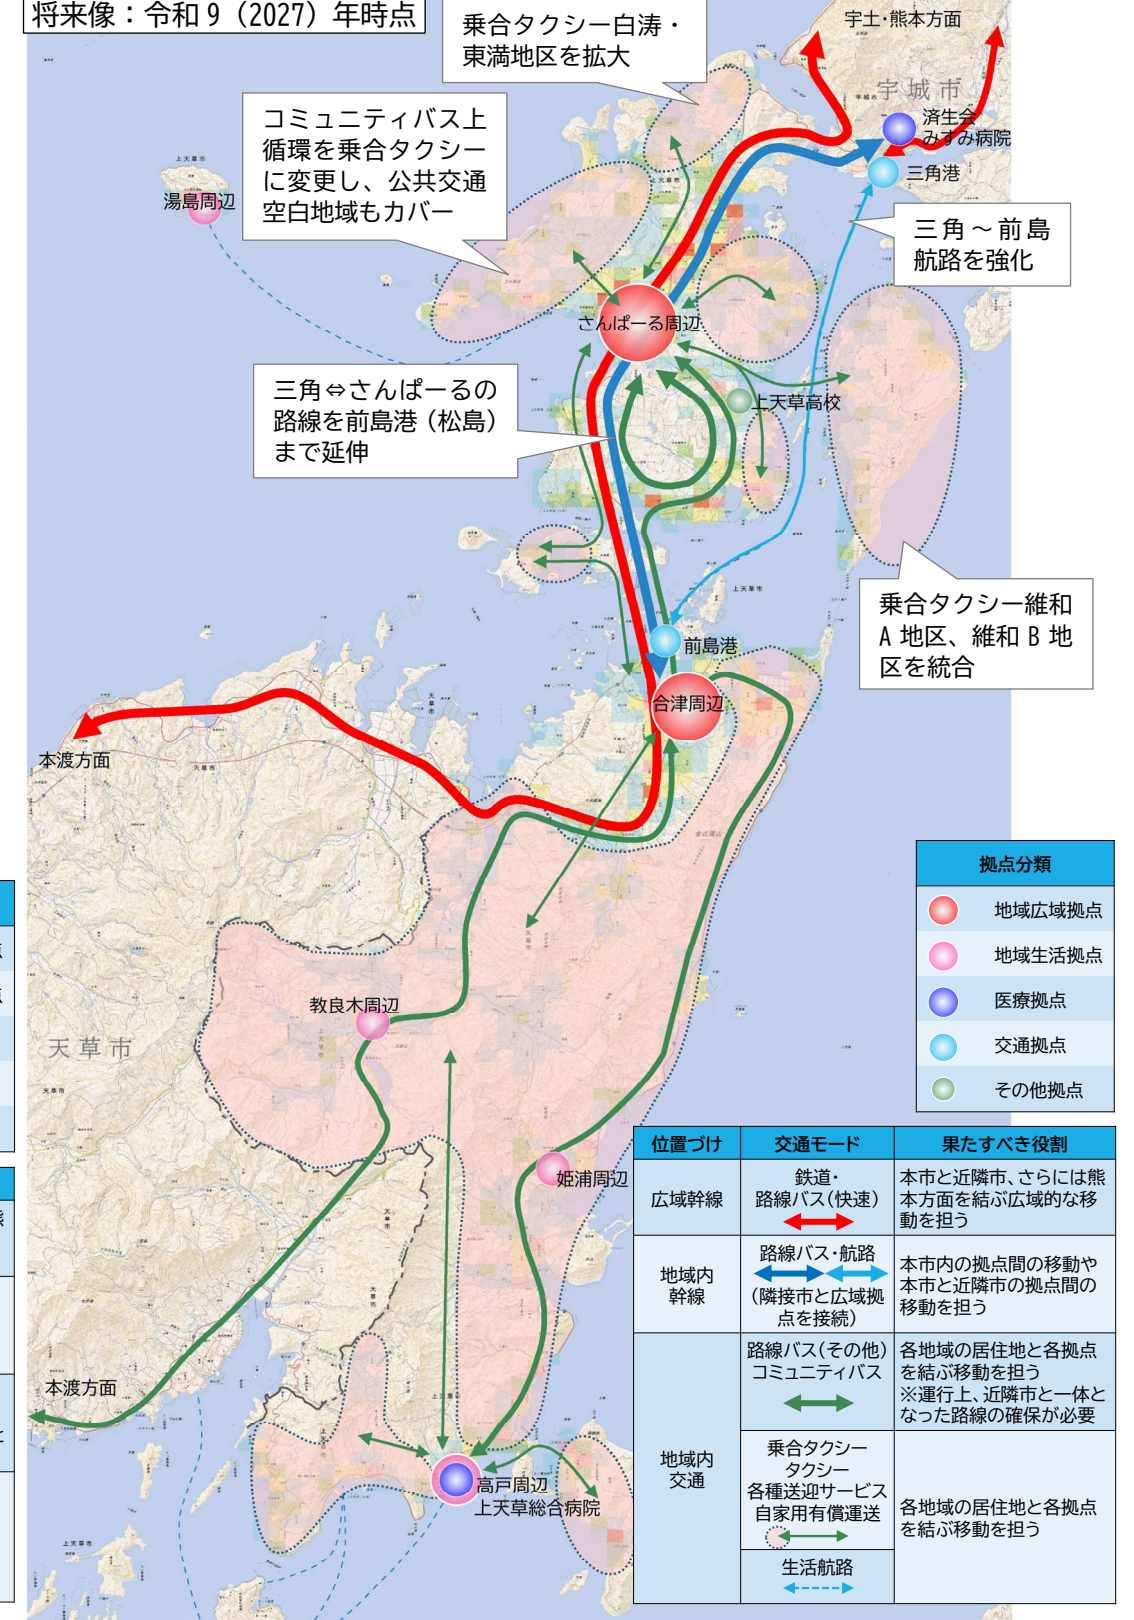 将来像：令和９（2027）年時点
乗合タクシー白涛・
東満地区を拡大
宇土・熊本方面
宇城市
コミュニティバス上
循環を乗合タクシー
に変更し、公共交通
空白地域もカバー
済生会
みすみ病院
三角港
上天草市
湯島周辺
上天草市
三角～前島
航路を強化
さんぱーる周辺
三角⇔さんぱーるの
路線を前島港（松島）
まで延伸
上天草高校
上天草市
乗合タクシー維和
A 地区、維和 B 地
区を統合
前島港
合津周辺
本渡方面
天草市
拠点分類
地域広域拠点
地域生活拠点
医療拠点
交通拠点
その他拠点
教良木周辺
天草市
天草市
姫浦周辺
位置づけ
交通モード
果たすべき役割
広域幹線
鉄道・
路線バス（快速）
本市と近隣市、さらには熊
本方面を結ぶ広域的な移
動を担う
地域内
幹線
路線バス・航路
（隣接市と広域拠
点を接続）
本市内の拠点間の移動や
本市と近隣市の拠点間の
移動を担う
地域内
交通
路線バス（その他）
コミュニティバス
各地域の居住地と各拠点
を結ぶ移動を担う
※運行上、近隣市と一体と
なった路線の確保が必要
乗合タクシー
タクシー
各種送迎サービス
自家用有償運送
各地域の居住地と各拠点
を結ぶ移動を担う
生活航路
本渡方面
高戸周辺
上天草総合病院
上天草市